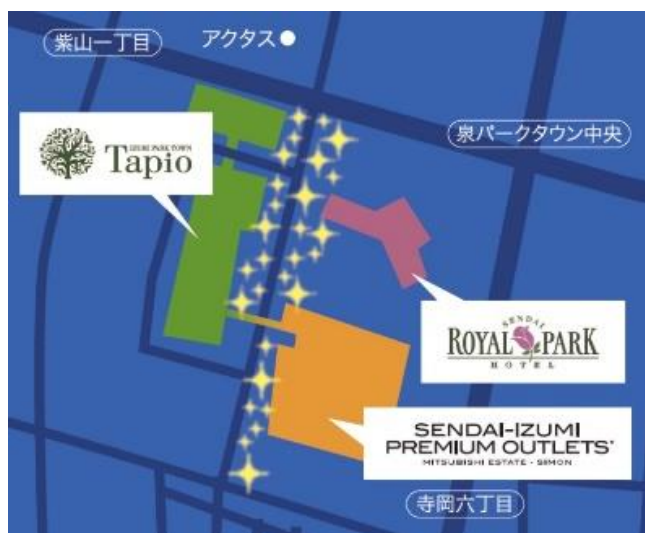 紫山一丁目
アクタス
泉パークタウン中央
IZUMI PARK TOWN
Tapio
SENDAI
ROYAL PARK
HOTEL
SENDAI-IZUMI
PREMIUM OUTLETS®
MITSUBISHI ESTATE - SIMON
寺岡六丁目